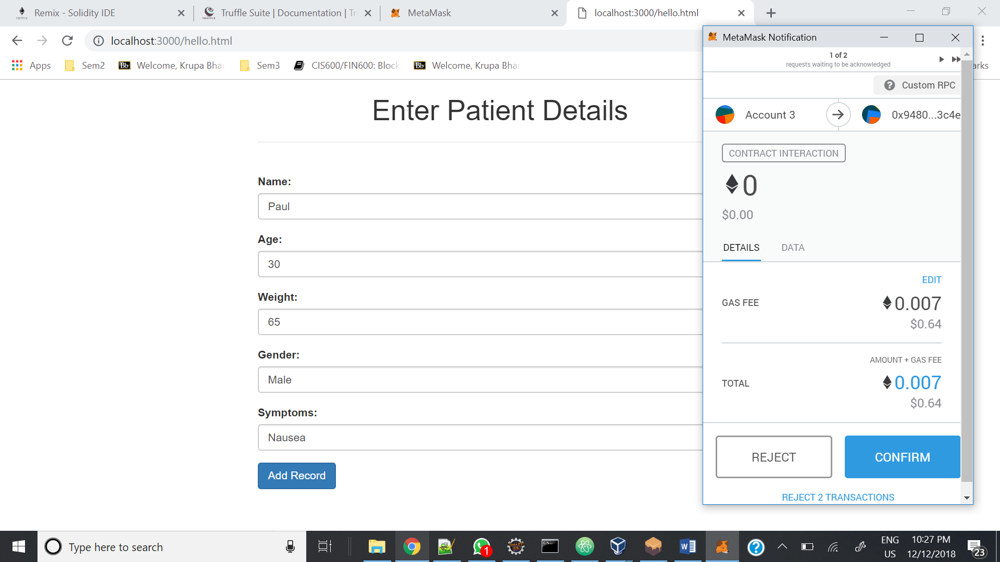 Remix - Solidity IDE
Truffle Suite | Documentation | Tr
MetaMask
localhost:3000/hello.html
localhost:3000/hello.html
Apps
Sem2
Bb Welcome, Krupa Bhar
Sem3
CIS600/FIN600: Block
Bb Welcome, Krupa Bhar
arks
Enter Patient Details
Name:
Paul
Age:
30
Weight:
65
Gender:
Male
Symptoms:
Nausea
Add Record
MetaMask Notification
1 of 2
requests waiting to be acknowledged
Custom RPC
Account 3
0x9480...3c4e
CONTRACT INTERACTION
0
$0.00
DETAILS DATA
EDIT
GAS FEE
0.007
$0.64
AMOUNT + GAS FEE
TOTAL
0.007
$0.64
REJECT
CONFIRM
REJECT 2 TRANSACTIONS
Type here to search
1
ENG
US
10:27 PM
12/12/2018
23